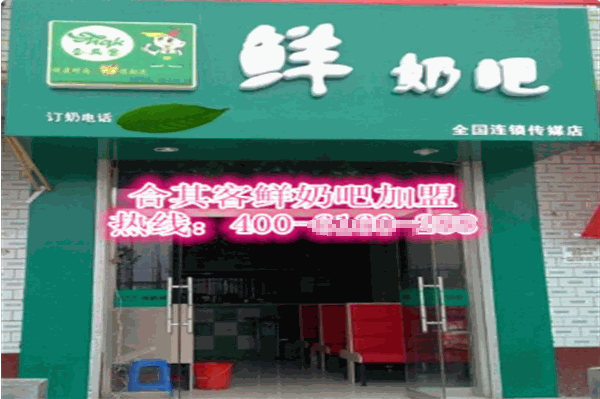 鲜奶吧
订奶电话
全国连锁传媒店
合其客鲜奶吧加盟
热线：400-